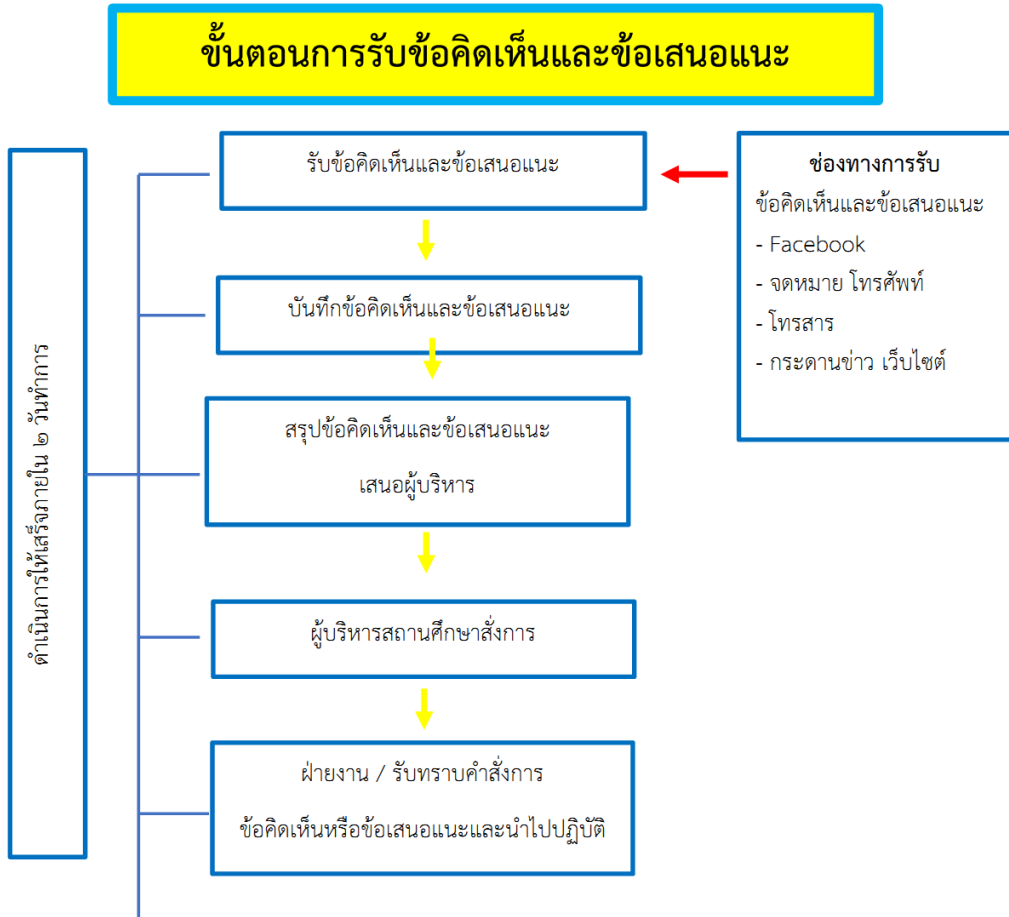 ขั้นตอนการรับข้อคิดเห็นและข้อเสนอแนะ
รับข้อคิดเห็นและข้อเสนอแนะ
บันทึกข้อคิดเห็นและข้อเสนอแนะ
สรุปข้อคิดเห็นและข้อเสนอแนะ
เสนอผู้บริหาร
ผู้บริหารสถานศึกษาสั่งการ
ฝ่ายงาน / รับทราบคำสั่งการ
ข้อคิดเห็นหรือข้อเสนอแนะและนำไปปฏิบัติ
ช่องทางการรับ
ข้อคิดเห็นและข้อเสนอแนะ
- Facebook
- จดหมาย โทรศัพท์
- โทรสาร
- กระดานข่าว เว็บไซต์
ดำเนินการให้เสร็จภายใน ๒ วันทำการ